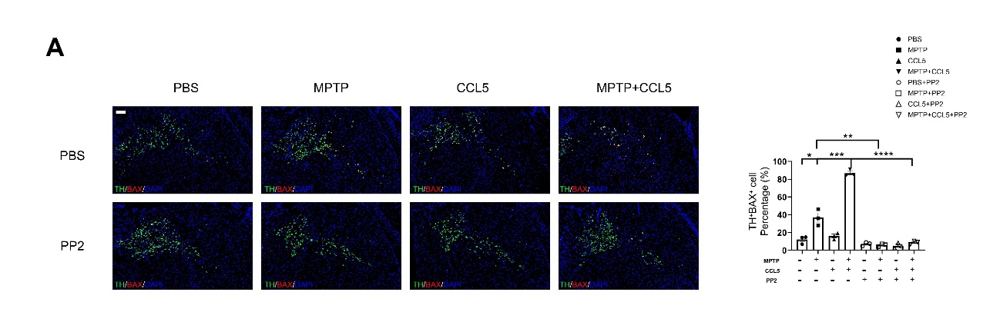 A
PBS MPTP CCL5 MPTP+CCL5
PBS
TH/BAX/DAPI TH/BAX/DAPI TH/BAX/DAPI TH/BAX/DAPI
PP2
TH/BAX/DAPI TH/BAX/DAPI TH/BAX/DAPI TH/BAX/DAPI
PBS
MPTP
CCL5
MPTP+CCL5
PBS+PP2
MPTP+PP2
CCL5+PP2
MPTP+CCL5+PP2
**
* *** ****
TH+BAX+ cell
Percentage (%)
100
80
60
40
20
0
MPTP - + - + - + - +
CCL5 - - + + - - + +
PP2 - - - - + + + +